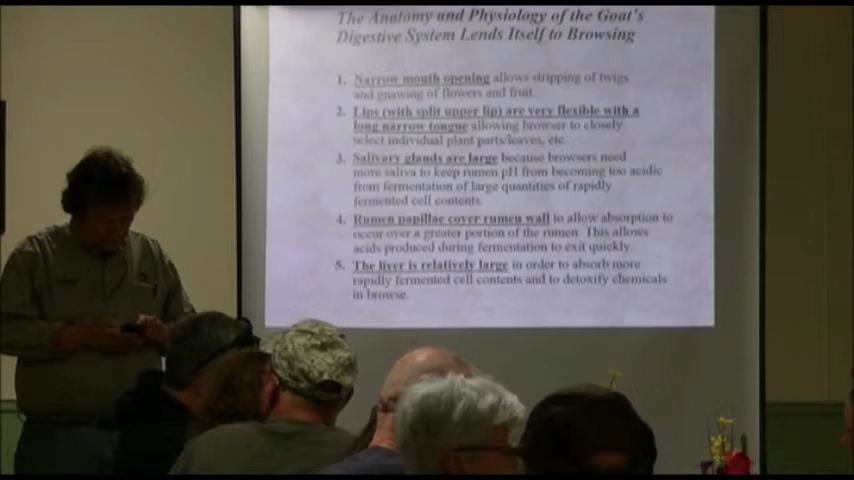 The Anatomy and Physiology of the Goat's
Digestive System Lends Itself to Browsing
1. Narrow mouth opening allows stripping of twigs
and gnawing of flowers and fruit.
2. Lips (with split upper lip) are very flexible with a
long narrow tongue allowing browser to closely
select individual plant parts/leaves, etc.
3. Salivary glands are large because browsers need
more saliva to keep rumen pH from becoming too acidic
from fermentation of large quantities of rapidly
fermented cell contents.
4. Rumen papillae cover rumen wall to allow absorption to
occur over a greater portion of the rumen. This allows
acids produced during fermentation to exit quickly.
5. The liver is relatively large in order to absorb more
rapidly fermented cell contents and to detoxify chemicals
in browse.